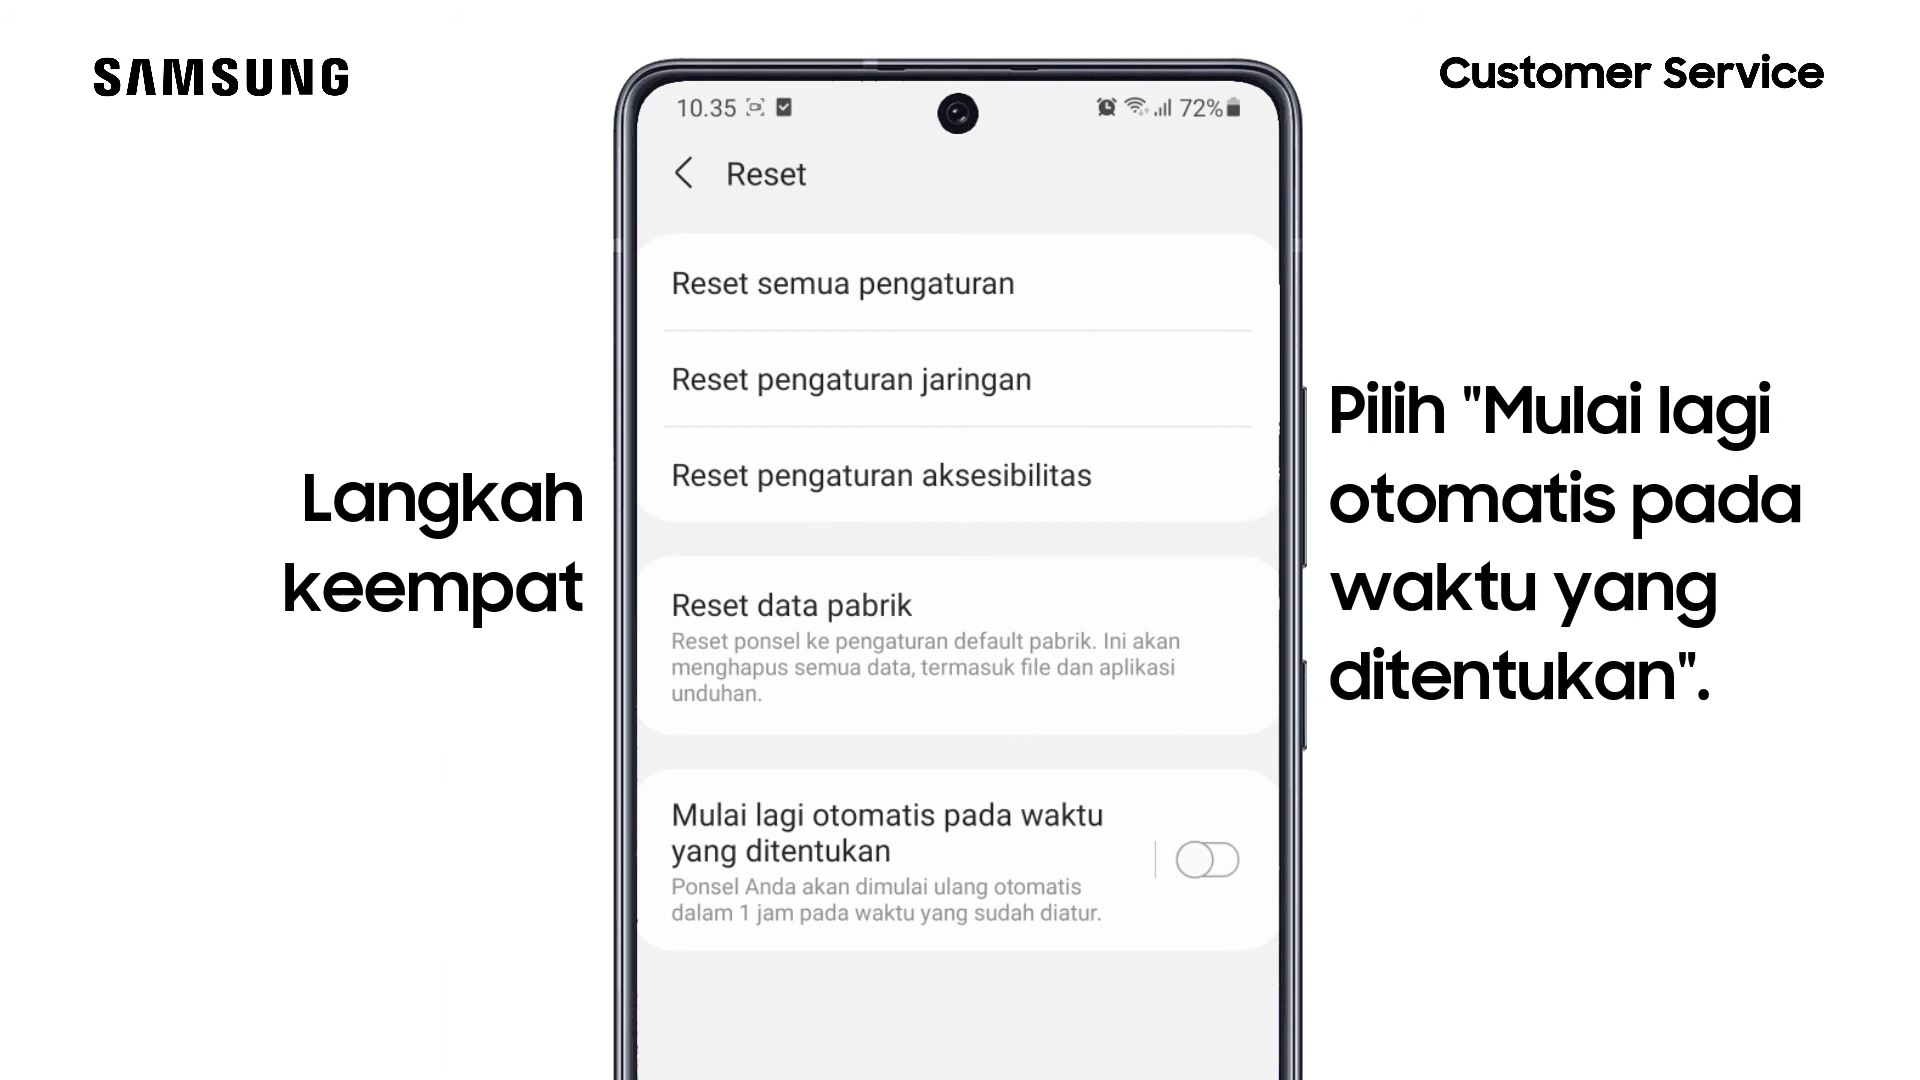 SAMSUNG
Customer Service
10.35
72%
Reset
Reset semua pengaturan
Reset pengaturan jaringan
Reset pengaturan aksesibilitas
Reset data pabrik
Reset ponsel ke pengaturan default pabrik. Ini akan
menghapus semua data, termasuk file dan aplikasi
unduhan.
Mulai lagi otomatis pada waktu
yang ditentukan
Ponsel Anda akan dimulai ulang otomatis
dalam 1 jam pada waktu yang sudah diatur.
Langkah
keempat
Pilih "Mulai lagi
otomatis pada
waktu yang
ditentukan".